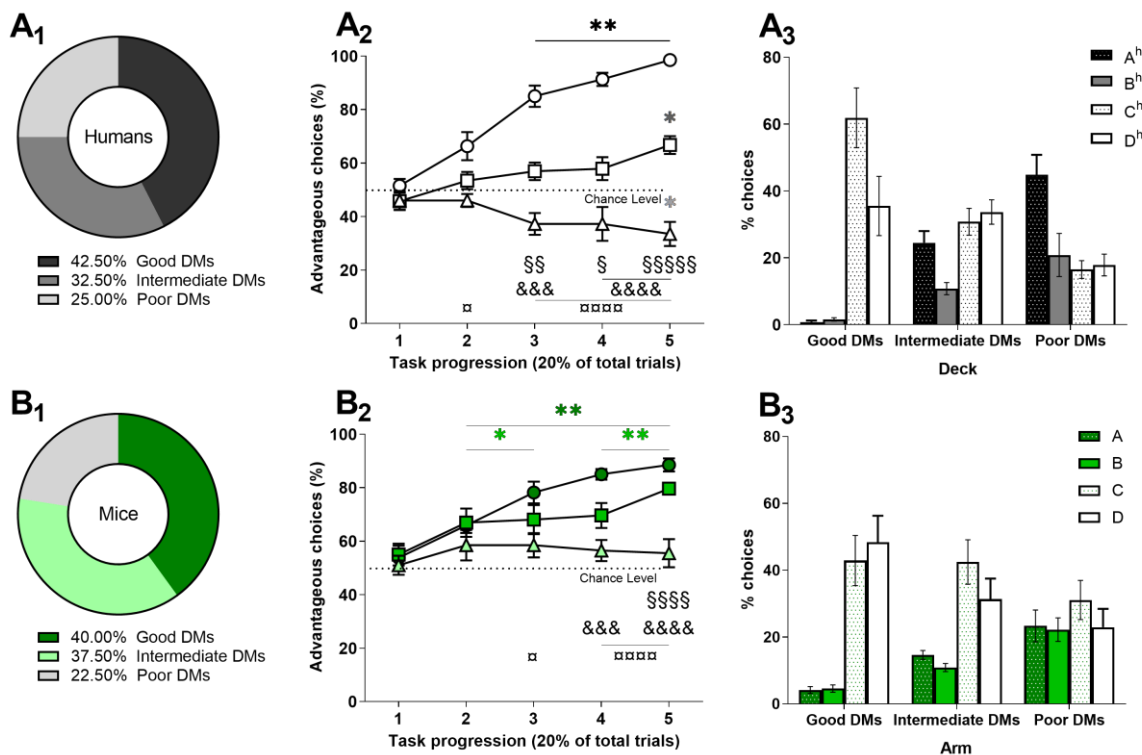 A1
Humans
42.50% Good DMs
32.50% Intermediate DMs
25.00% Poor DMs
A2
**
100
80
60
40
20
0
Advantageous choices (%)
*
Chance Level
*
§§ § §§§§§
&&& &&&&
¤ ¤¤¤¤
1 2 3 4 5
Task progression (20% of total trials)
A3
80
60
40
20
0
% choices
Aʰ
Bʰ
Cʰ
Dʰ
Good DMs Intermediate DMs Poor DMs
Deck
B1
Mice
40.00% Good DMs
37.50% Intermediate DMs
22.50% Poor DMs
B2
**
* **
100
80
60
40
20
0
Advantageous choices (%)
Chance Level
§§§§
&&& &&&&
¤ ¤¤¤¤
1 2 3 4 5
Task progression (20% of total trials)
B3
80
60
40
20
0
% choices
A
B
C
D
Good DMs Intermediate DMs Poor DMs
Arm